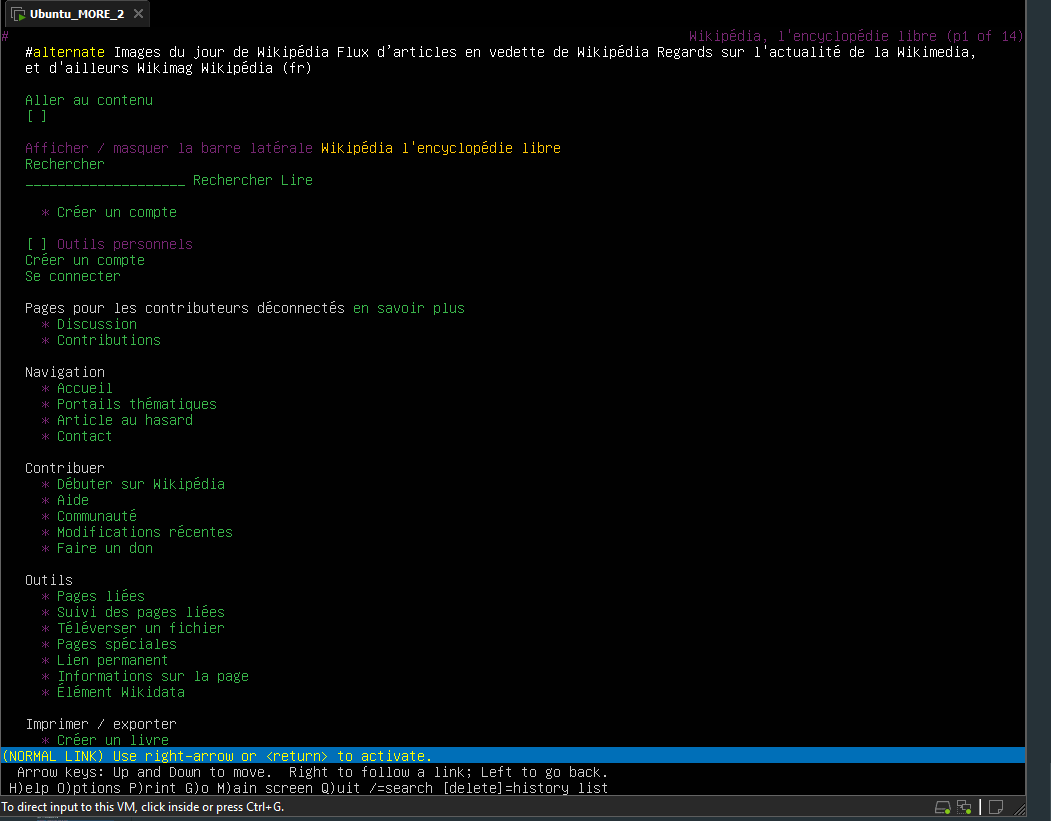 Ubuntu_MORE_2
# Wikipédia, l'encyclopédie libre (p1 of 14)
#alternate Images du jour de Wikipédia Flux d’articles en vedette de Wikipédia Regards sur l'actualité de la Wikimedia,
et d'ailleurs Wikimag Wikipédia (fr)
Aller au contenu
[ ]
Afficher / masquer la barre latérale Wikipédia l'encyclopédie libre
Rechercher
____________________ Rechercher Lire
* Créer un compte
[ ] Outils personnels
Créer un compte
Se connecter
Pages pour les contributeurs déconnectés en savoir plus
* Discussion
* Contributions
Navigation
* Accueil
* Portails thématiques
* Article au hasard
* Contact
Contribuer
* Débuter sur Wikipédia
* Aide
* Communauté
* Modifications récentes
* Faire un don
Outils
* Pages liées
* Suivi des pages liées
* Téléverser un fichier
* Pages spéciales
* Lien permanent
* Informations sur la page
* Élément Wikidata
Imprimer / exporter
* Créer un livre
(NORMAL LINK) Use right-arrow or <return> to activate.
Arrow keys: Up and Down to move.  Right to follow a link; Left to go back.
H)elp O)ptions P)rint G)o M)ain screen Q)uit /=search [delete]=history list
To direct input to this VM, click inside or press Ctrl+G.